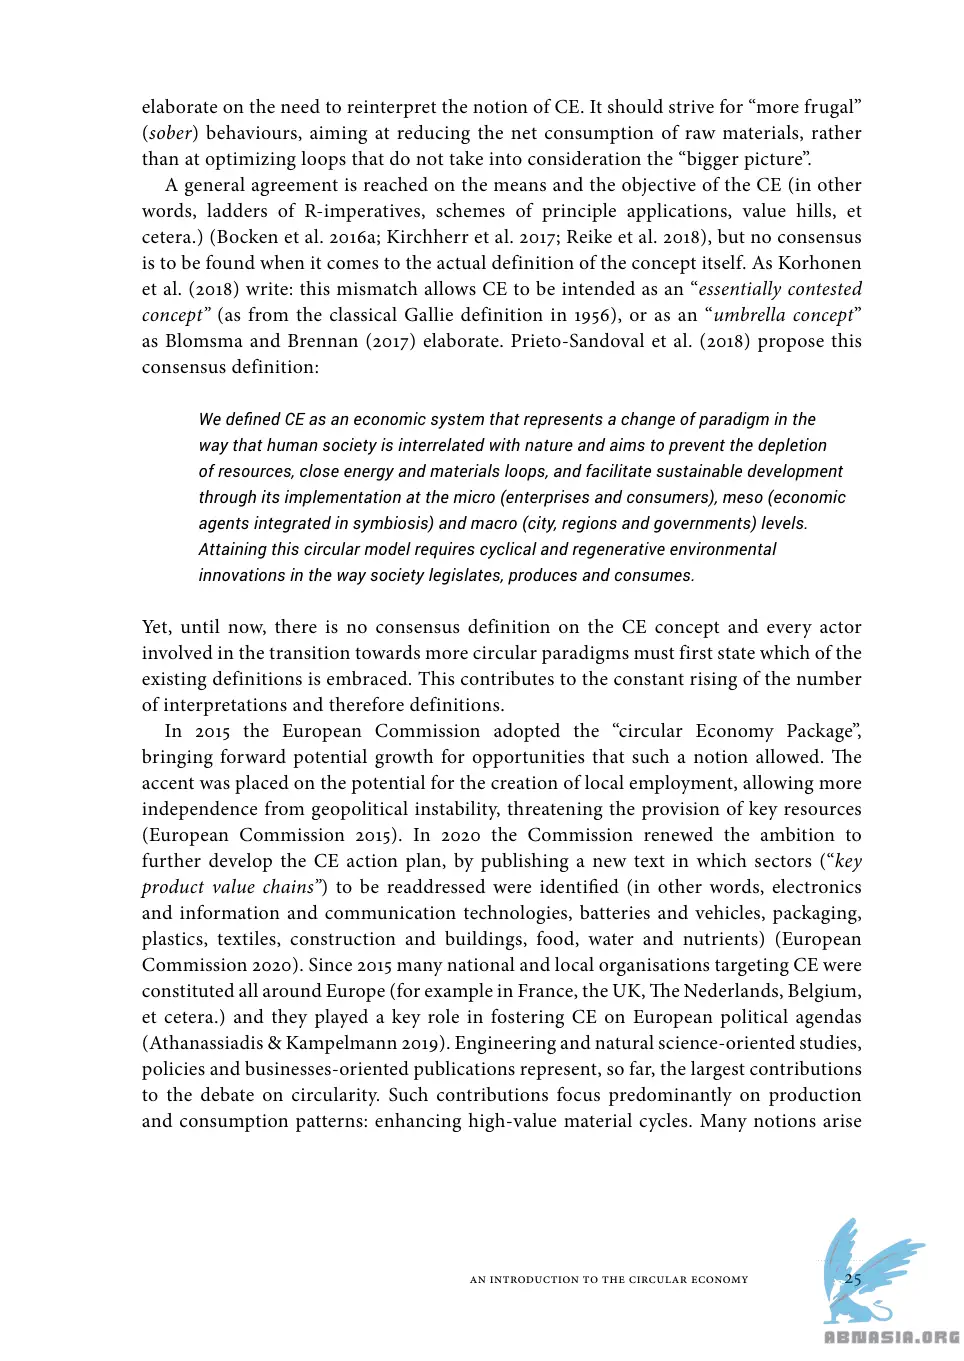 elaborate on the need to reinterpret the notion of CE. It should strive for “more frugal”
(sober) behaviours, aiming at reducing the net consumption of raw materials, rather
than at optimizing loops that do not take into consideration the “bigger picture”.
A general agreement is reached on the means and the objective of the CE (in other
words, ladders of R-imperatives, schemes of principle applications, value hills, et
cetera.) (Bocken et al. 2016a; Kirchherr et al. 2017; Reike et al. 2018), but no consensus
is to be found when it comes to the actual definition of the concept itself. As Korhonen
et al. (2018) write: this mismatch allows CE to be intended as an “essentially contested
concept” (as from the classical Gallie definition in 1956), or as an “umbrella concept”
as Blomsma and Brennan (2017) elaborate. Prieto-Sandoval et al. (2018) propose this
consensus definition:
We defined CE as an economic system that represents a change of paradigm in the
way that human society is interrelated with nature and aims to prevent the depletion
of resources, close energy and materials loops, and facilitate sustainable development
through its implementation at the micro (enterprises and consumers), meso (economic
agents integrated in symbiosis) and macro (city, regions and governments) levels.
Attaining this circular model requires cyclical and regenerative environmental
innovations in the way society legislates, produces and consumes.
Yet, until now, there is no consensus definition on the CE concept and every actor
involved in the transition towards more circular paradigms must first state which of the
existing definitions is embraced. This contributes to the constant rising of the number
of interpretations and therefore definitions.
In 2015 the European Commission adopted the “circular Economy Package”,
bringing forward potential growth for opportunities that such a notion allowed. The
accent was placed on the potential for the creation of local employment, allowing more
independence from geopolitical instability, threatening the provision of key resources
(European Commission 2015). In 2020 the Commission renewed the ambition to
further develop the CE action plan, by publishing a new text in which sectors (“key
product value chains”) to be readdressed were identified (in other words, electronics
and information and communication technologies, batteries and vehicles, packaging,
plastics, textiles, construction and buildings, food, water and nutrients) (European
Commission 2020). Since 2015 many national and local organisations targeting CE were
constituted all around Europe (for example in France, the UK, The Nederlands, Belgium,
et cetera.) and they played a key role in fostering CE on European political agendas
(Athanassiadis & Kampelmann 2019). Engineering and natural science-oriented studies,
policies and businesses-oriented publications represent, so far, the largest contributions
to the debate on circularity. Such contributions focus predominantly on production
and consumption patterns: enhancing high-value material cycles. Many notions arise
AN INTRODUCTION TO THE CIRCULAR ECONOMY 25
ABNASIA.ORG